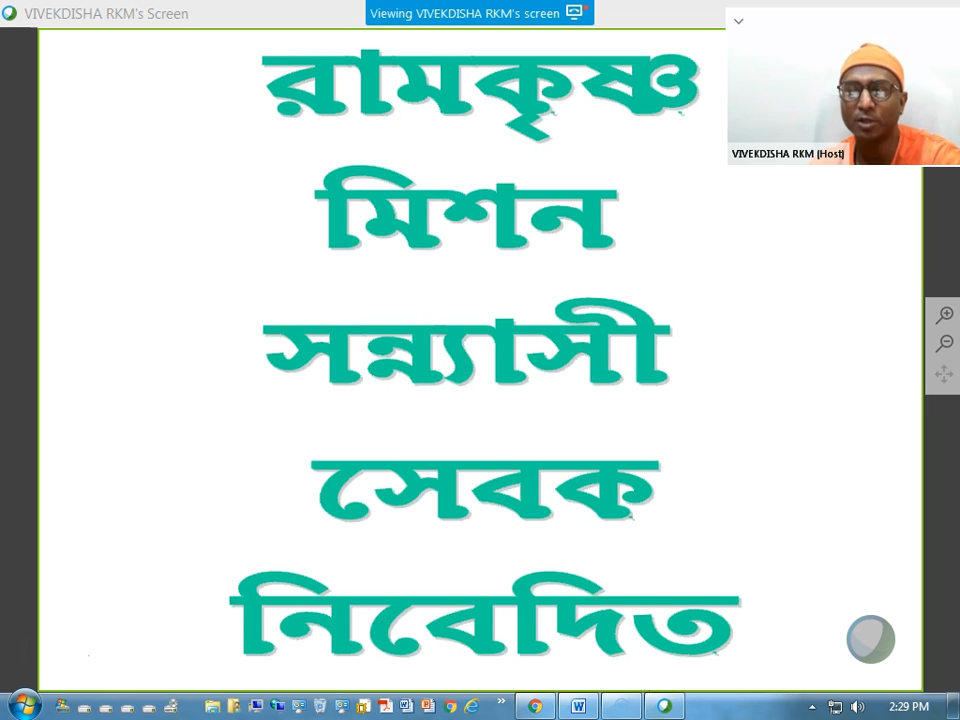 VIVEKDISHA RKM's Screen
Viewing VIVEKDISHA RKM's screen
রামকৃষ্ণ
VIVEKDISHA RKM (Host)
মিশন
সন্ন্যাসী
সেবক
নিবেদিত
2:29 PM